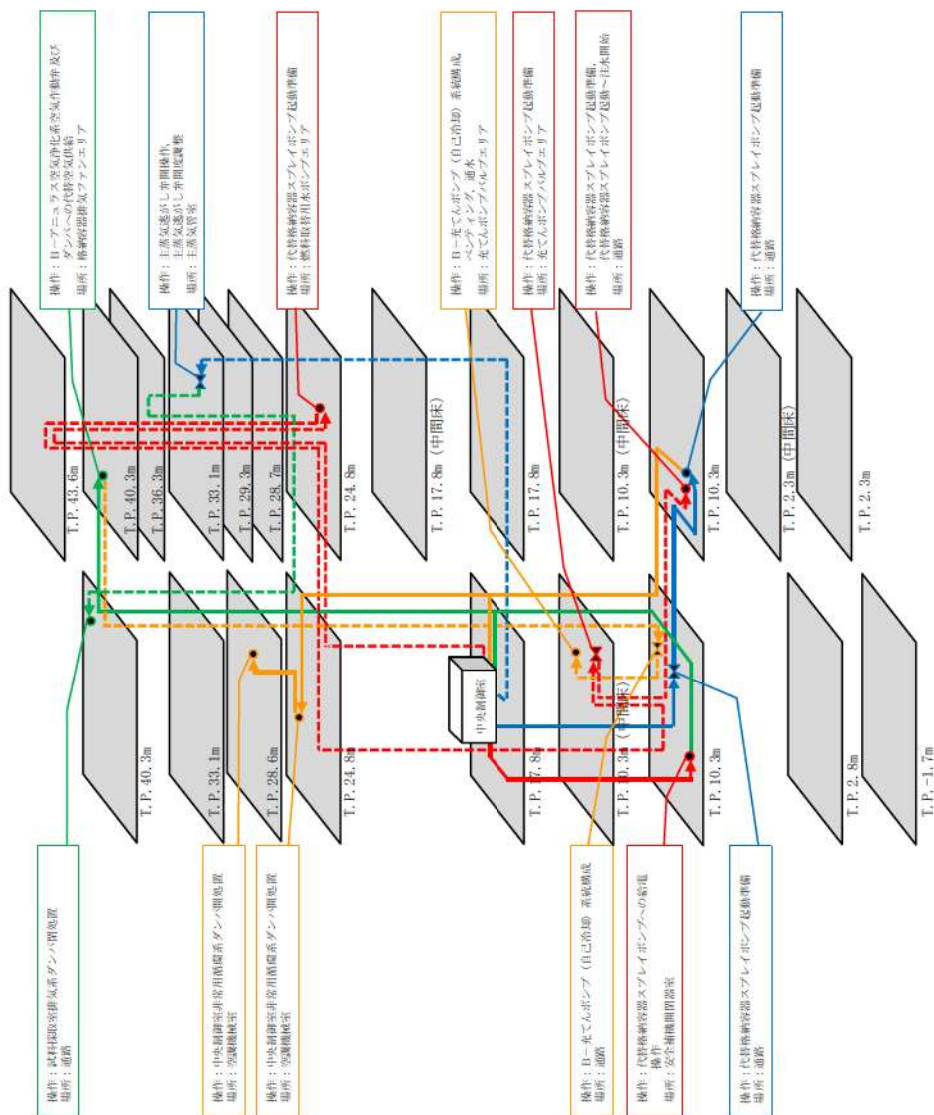 操作：B－アニュラス空気浄化系空気作動弁及び
ダンパへの代替空気供給
場所：格納容器排気ファンエリア
操作：主蒸気逃がし弁開操作,
主蒸気逃がし弁開度調整
場所：主蒸気管室
操作：代替格納容器スプレイポンプ起動準備
場所：燃料取替用水ポンプエリア
操作：B－充てんポンプ（自己冷却）系統構成,
ベンティング, 通水
場所：充てんポンプバルブエリア
操作：代替格納容器スプレイポンプ起動準備
場所：充てんポンプバルブエリア
操作：代替格納容器スプレイポンプ起動準備,
代替格納容器スプレイポンプ起動～注水開始
場所：通路
操作：代替格納容器スプレイポンプ起動準備
場所：通路
T.P. 43.6m
T.P. 40.3m
T.P. 36.3m
T.P. 33.1m
T.P. 29.3m
T.P. 28.7m
T.P. 24.8m
T.P. 17.8m (中間床)
T.P. 17.8m
T.P. 10.3m (中間床)
T.P. 10.3m
T.P. 2.3m (中間床)
T.P. 2.3m
中央制御室
T.P. 40.3m
T.P. 33.1m
T.P. 28.6m
T.P. 24.8m
T.P. 17.8m
T.P. 10.3m (中間床)
T.P. 10.3m
T.P. 2.8m
T.P. -1.7m
操作：試料採取室排気系ダンパ閉処置
場所：通路
操作：中央制御室非常用循環系ダンパ開処置
場所：空調機械室
操作：中央制御室非常用循環系ダンパ開処置
場所：空調機械室
操作：B－充てんポンプ（自己冷却）系統構成
場所：通路
操作：代替格納容器スプレイポンプへの給電
操作
場所：安全補機開閉器室
操作：代替格納容器スプレイポンプ起動準備
場所：通路